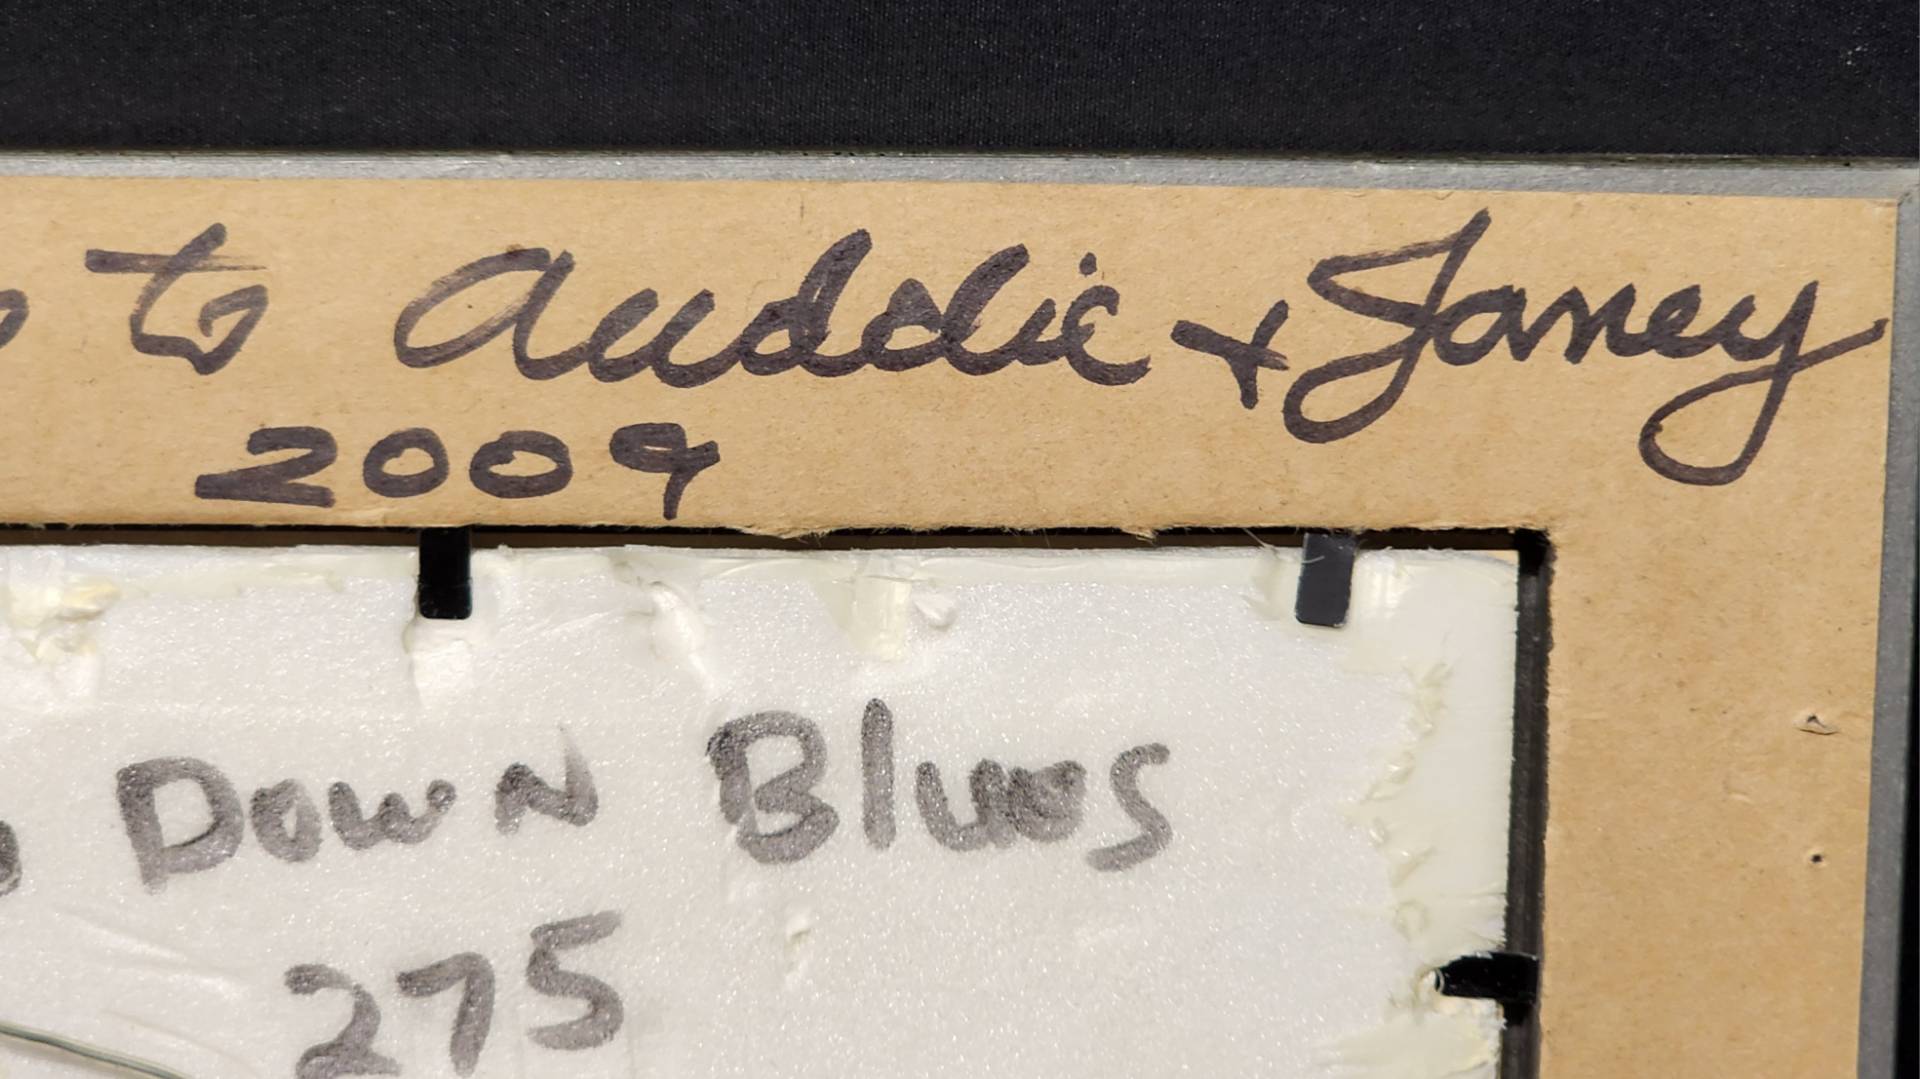 to Auddie + Janey
2009
Down Blues
275